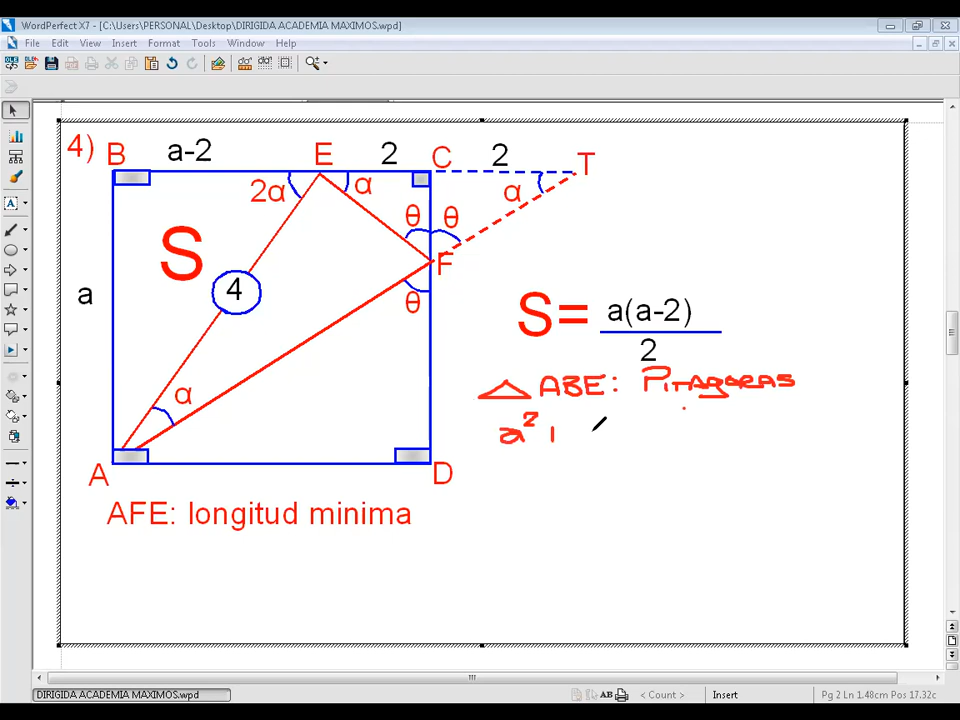 WordPerfect X7 - [C:\Users\PERSONAL\Desktop\DIRIGIDA ACADEMIA MAXIMOS.wpd]
File Edit View Insert Format Tools Window Help
4) B a-2 E 2 C 2 T
2α α α
θ θ
S F
a 4 θ
S= a(a-2)
2
△ ABE: PITAGORAS
α
a² 1
A D
AFE: longitud minima
DIRIGIDA ACADEMIA MAXIMOS.wpd AB < Count > Insert Pg 2 Ln 1.48cm Pos 17.32c